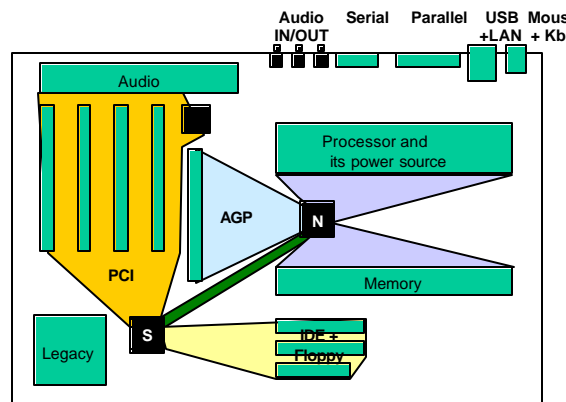 Audio
IN/OUT
Serial
Parallel
USB
+LAN
Mous
+ Kb
Audio
Processor and
its power source
AGP
N
PCI
Memory
S
IDE +
Floppy
Legacy